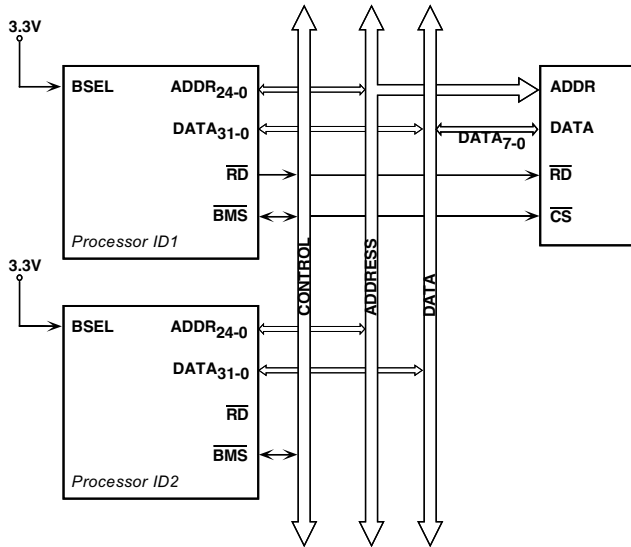 3.3V
BSEL
ADDR24-0
DATA31-0
RD
BMS
Processor ID1
3.3V
BSEL
ADDR24-0
DATA31-0
RD
BMS
Processor ID2
CONTROL
ADDRESS
DATA
DATA7-0
ADDR
DATA
RD
CS